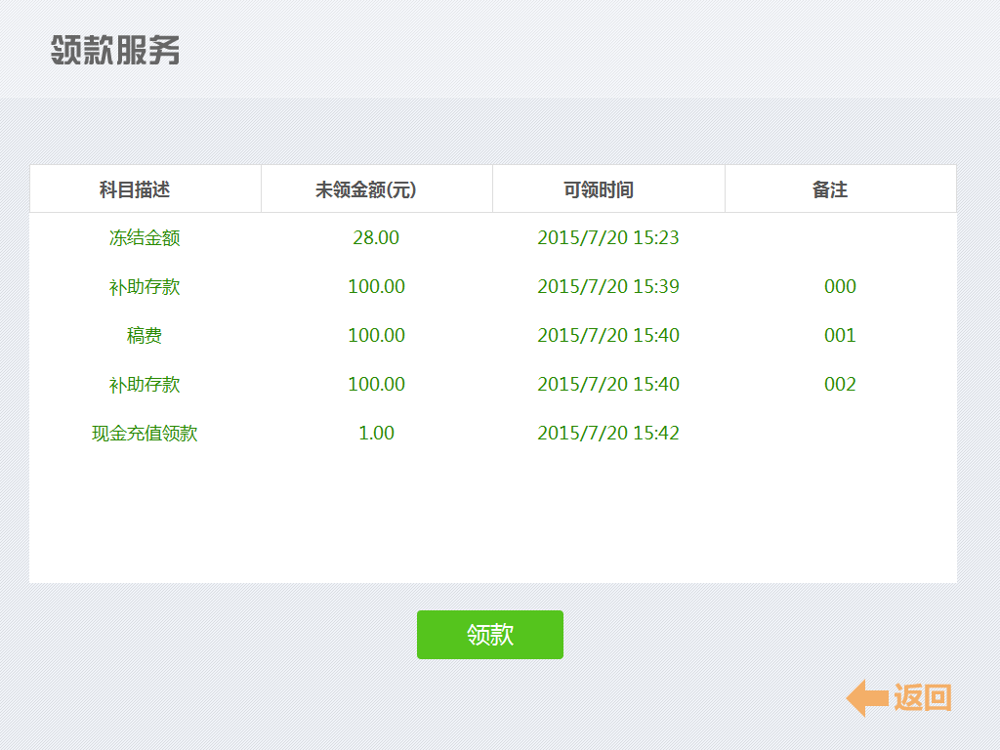 领款服务
科目描述 未领金额(元) 可领时间 备注
冻结金额 28.00 2015/7/20 15:23
补助存款 100.00 2015/7/20 15:39 000
稿费 100.00 2015/7/20 15:40 001
补助存款 100.00 2015/7/20 15:40 002
现金充值领款 1.00 2015/7/20 15:42
领款
返回